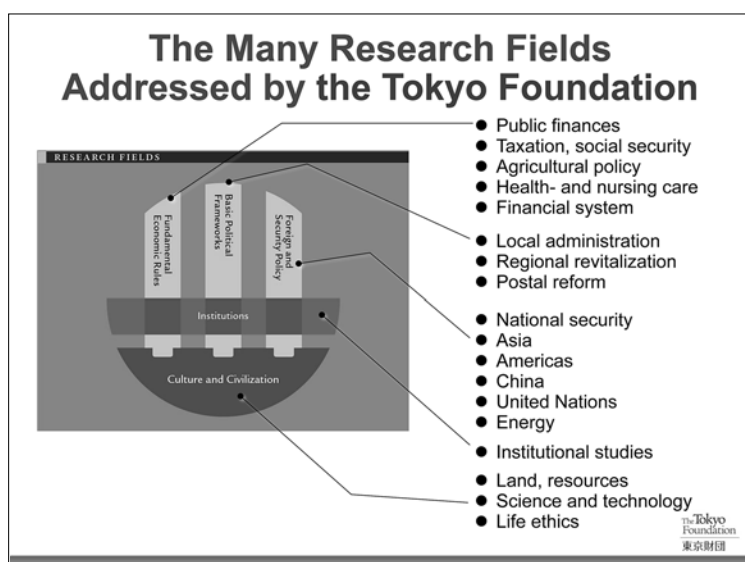 The Many Research Fields
Addressed by the Tokyo Foundation
RESEARCH FIELDS
Fundamental
Economic Rules
Basic Political
Frameworks
Foreign and
Security Policy
Institutions
Culture and Civilization
● Public finances
● Taxation, social security
● Agricultural policy
● Health- and nursing care
● Financial system
● Local administration
● Regional revitalization
● Postal reform
● National security
● Asia
● Americas
● China
● United Nations
● Energy
● Institutional studies
● Land, resources
● Science and technology
● Life ethics
The Tokyo
Foundation
東京財団